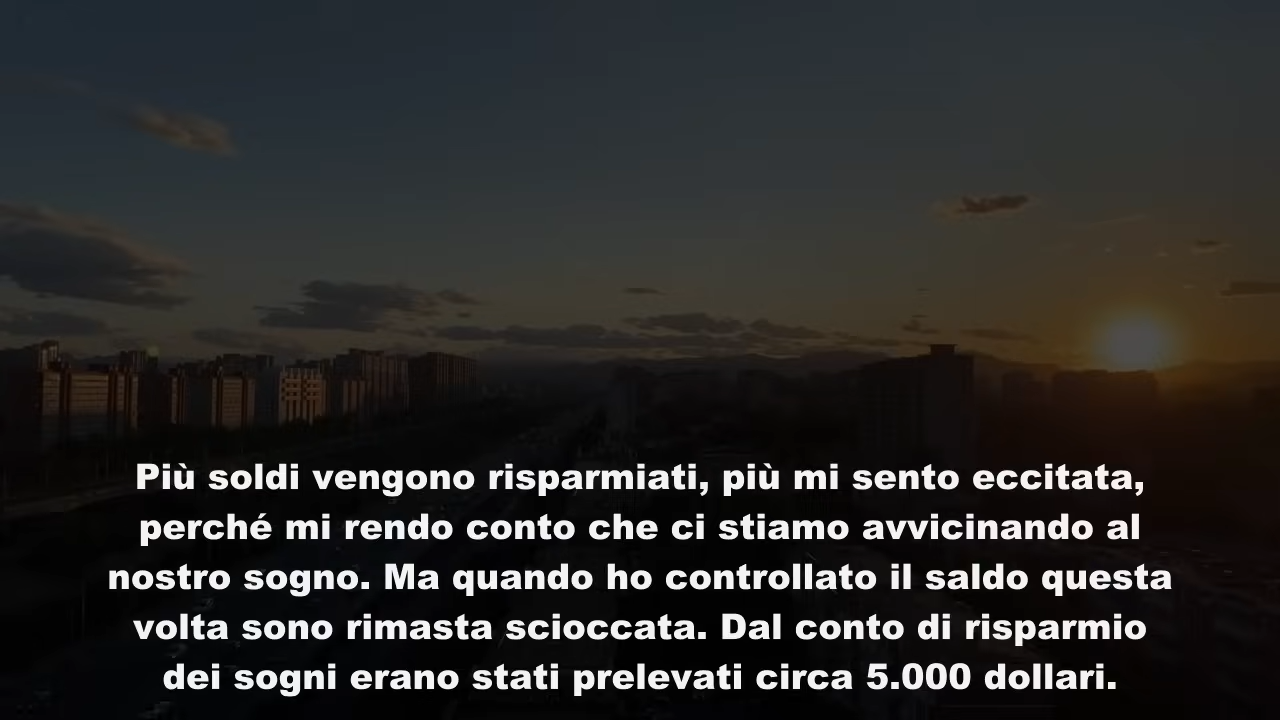 Più soldi vengono risparmiati, più mi sento eccitata,
perché mi rendo conto che ci stiamo avvicinando al
nostro sogno. Ma quando ho controllato il saldo questa
volta sono rimasta scioccata. Dal conto di risparmio
dei sogni erano stati prelevati circa 5.000 dollari.